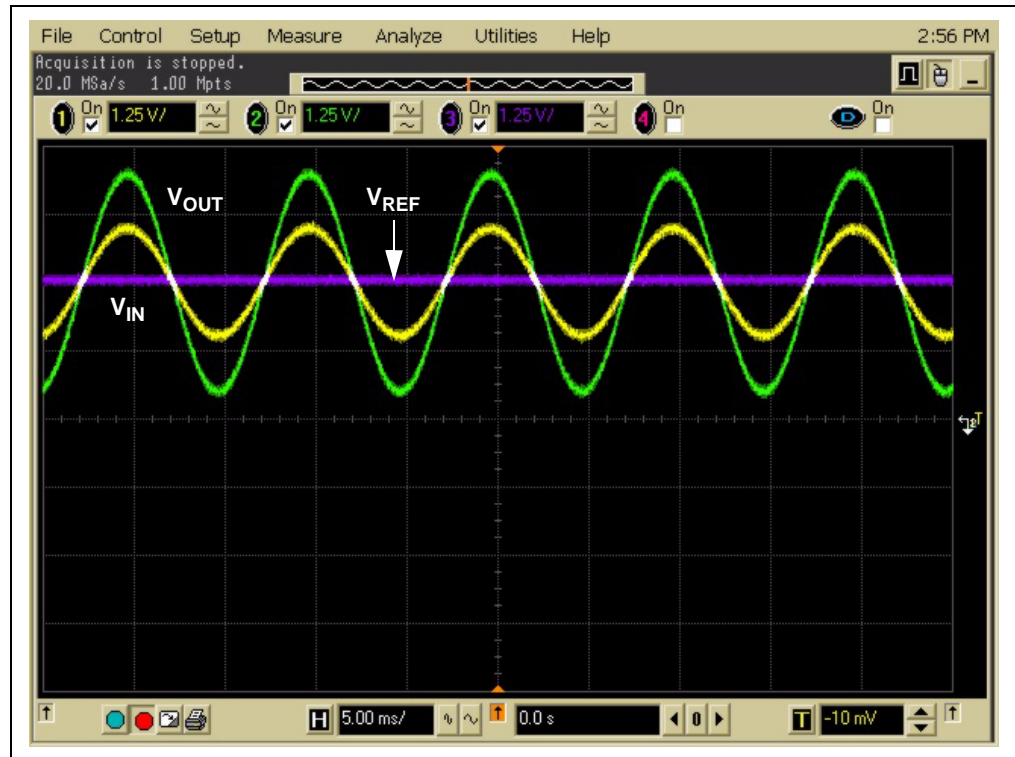 File Control Setup Measure Analyze Utilities Help 2:56 PM
Acquisition is stopped.
20.0 MSa/s 1.00 Mpts
1 On 1.25 V/ 2 On 1.25 V/ 3 On 1.25 V/ 4 On D On
VOUT VREF
VIN
T
H 5.00 ms/ 0.0 s 0 T -10 mV